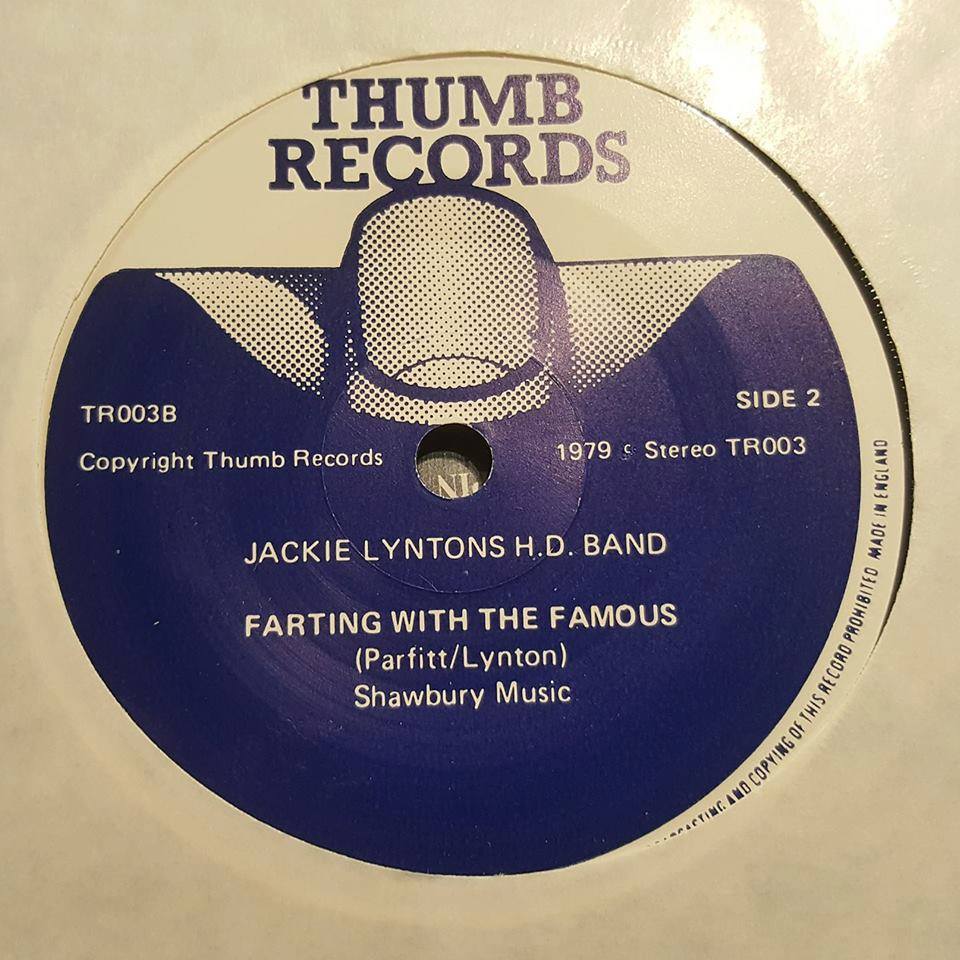 THUMB
RECORDS
TR003B
SIDE 2
Copyright Thumb Records
1979 c Stereo TR003
JACKIE LYNTONS H.D. BAND
FARTING WITH THE FAMOUS
(Parfitt/Lynton)
Shawbury Music
AND COPYING OF THIS RECORD PROHIBITED MADE IN ENGLAND